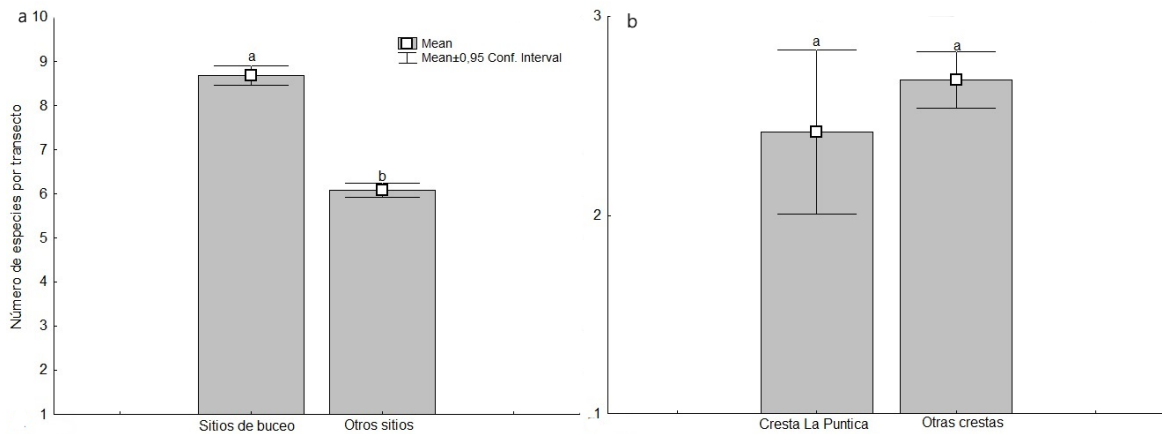 a
10
9
8
7
6
5
4
3
2
1
Número de especies por transecto
Mean
Mean±0,95 Conf. Interval
a
b
Sitios de buceo
Otros sitios
b
3
2
1
a
a
Cresta La Puntica
Otras crestas